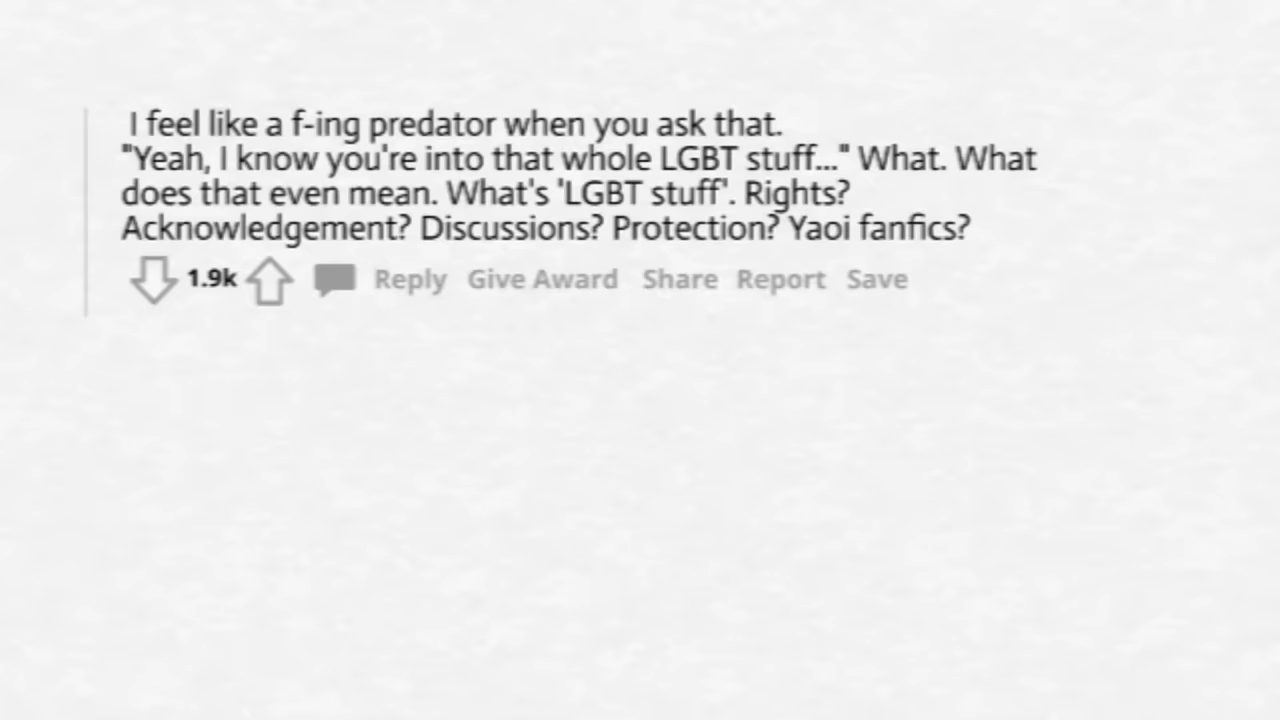 I feel like a f-ing predator when you ask that.
"Yeah, I know you're into that whole LGBT stuff..." What. What
does that even mean. What's 'LGBT stuff'. Rights?
Acknowledgement? Discussions? Protection? Yaoi fanfics?
1.9k Reply Give Award Share Report Save